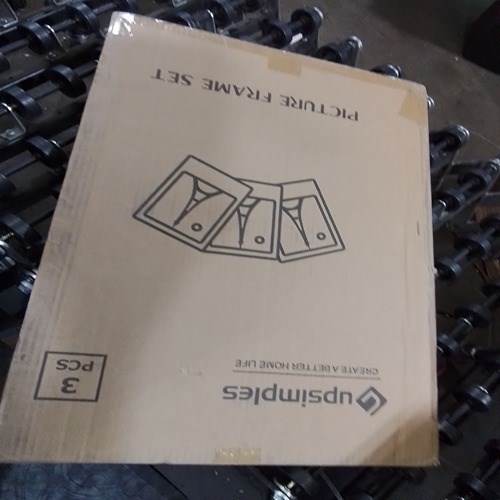 upsimples
CREATE A BETTER HOME LIFE
3
PCS
PICTURE FRAME SET